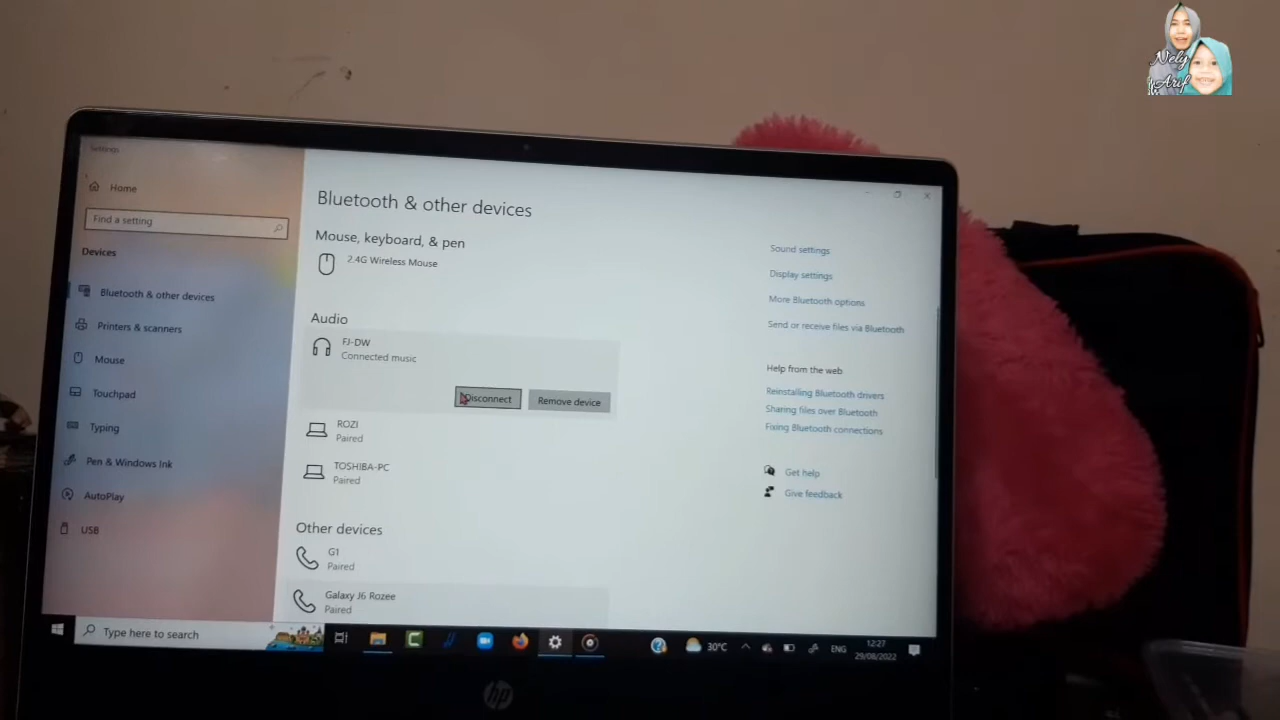 Nely
Arif
Settings
Home
Find a setting
Devices
Bluetooth & other devices
Printers & scanners
Mouse
Touchpad
Typing
Pen & Windows Ink
AutoPlay
USB
Bluetooth & other devices
Mouse, keyboard, & pen
2.4G Wireless Mouse
Audio
FJ-DW
Connected music
Disconnect
Remove device
ROZI
Paired
TOSHIBA-PC
Paired
Other devices
G1
Paired
Galaxy J6 Rozee
Paired
Sound settings
Display settings
More Bluetooth options
Send or receive files via Bluetooth
Help from the web
Reinstalling Bluetooth drivers
Sharing files over Bluetooth
Fixing Bluetooth connections
Get help
Give feedback
Type here to search
30°C
ENG
12:27
29/08/2022
hp